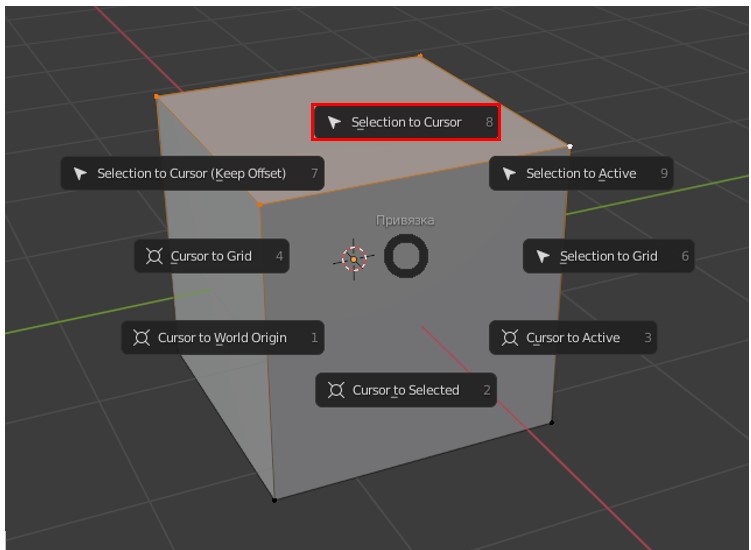 Selection to Cursor 8
Selection to Cursor (Keep Offset) 7
Selection to Active 9
Привязка
Cursor to Grid 4
Selection to Grid 6
Cursor to World Origin 1
Cursor to Active 3
Cursor to Selected 2